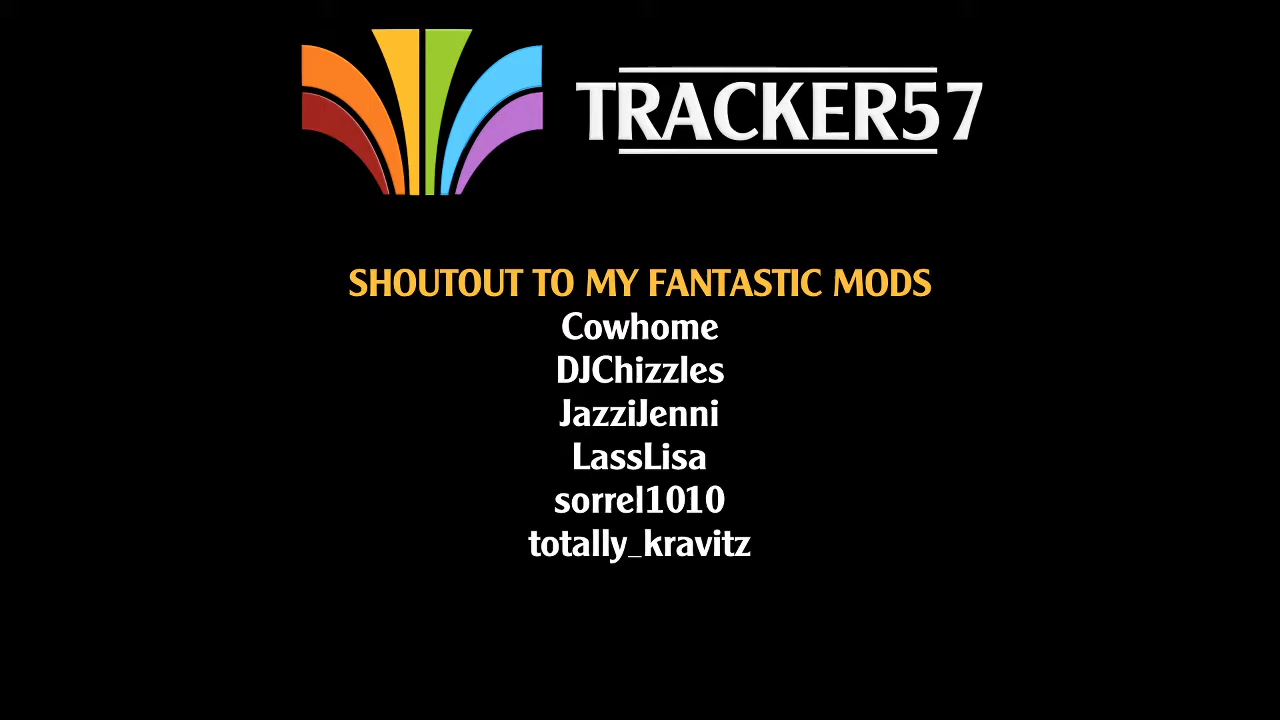 TRACKER57
SHOUTOUT TO MY FANTASTIC MODS
Cowhome
DJChizzles
JazziJenni
LassLisa
sorrel1010
totally_kravitz